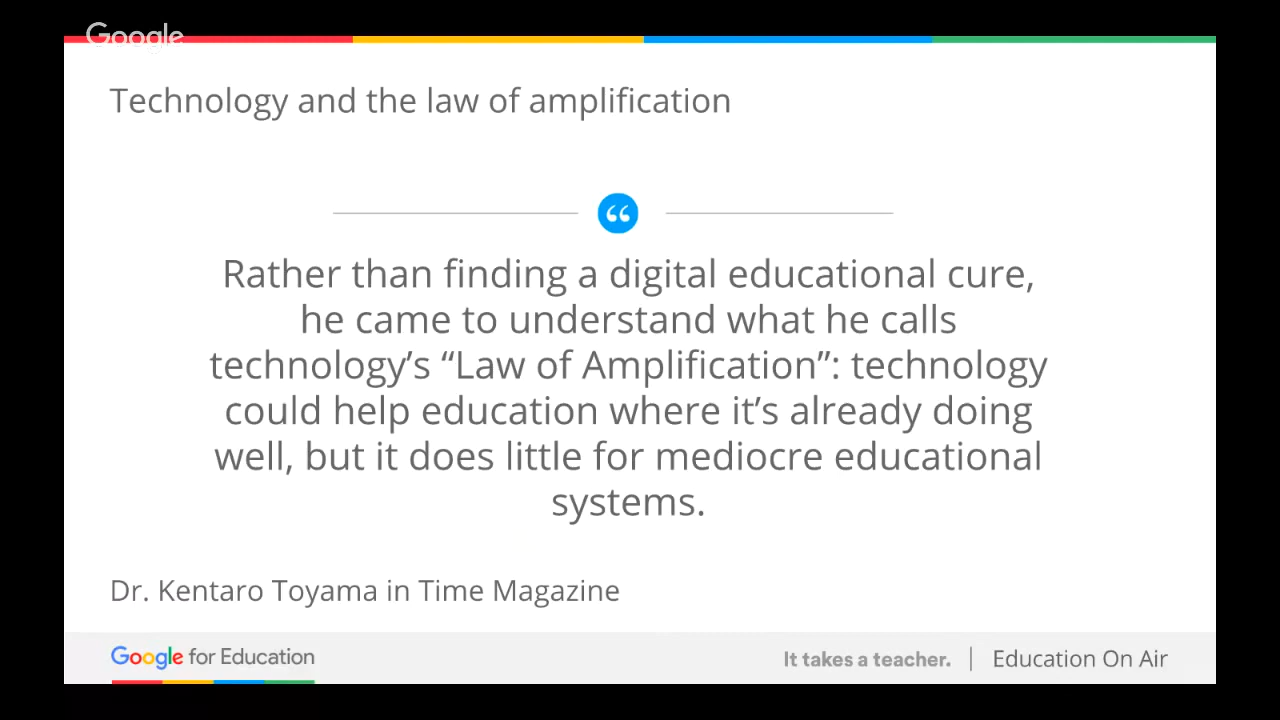 Google
Technology and the law of amplification
“
Rather than finding a digital educational cure,
he came to understand what he calls
technology’s “Law of Amplification”: technology
could help education where it’s already doing
well, but it does little for mediocre educational
systems.
Dr. Kentaro Toyama in Time Magazine
Google for Education
It takes a teacher. | Education On Air